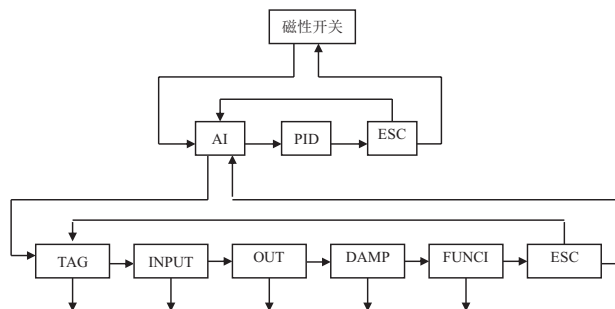 磁性开关
AI
PID
ESC
TAG
INPUT
OUT
DAMP
FUNCI
ESC